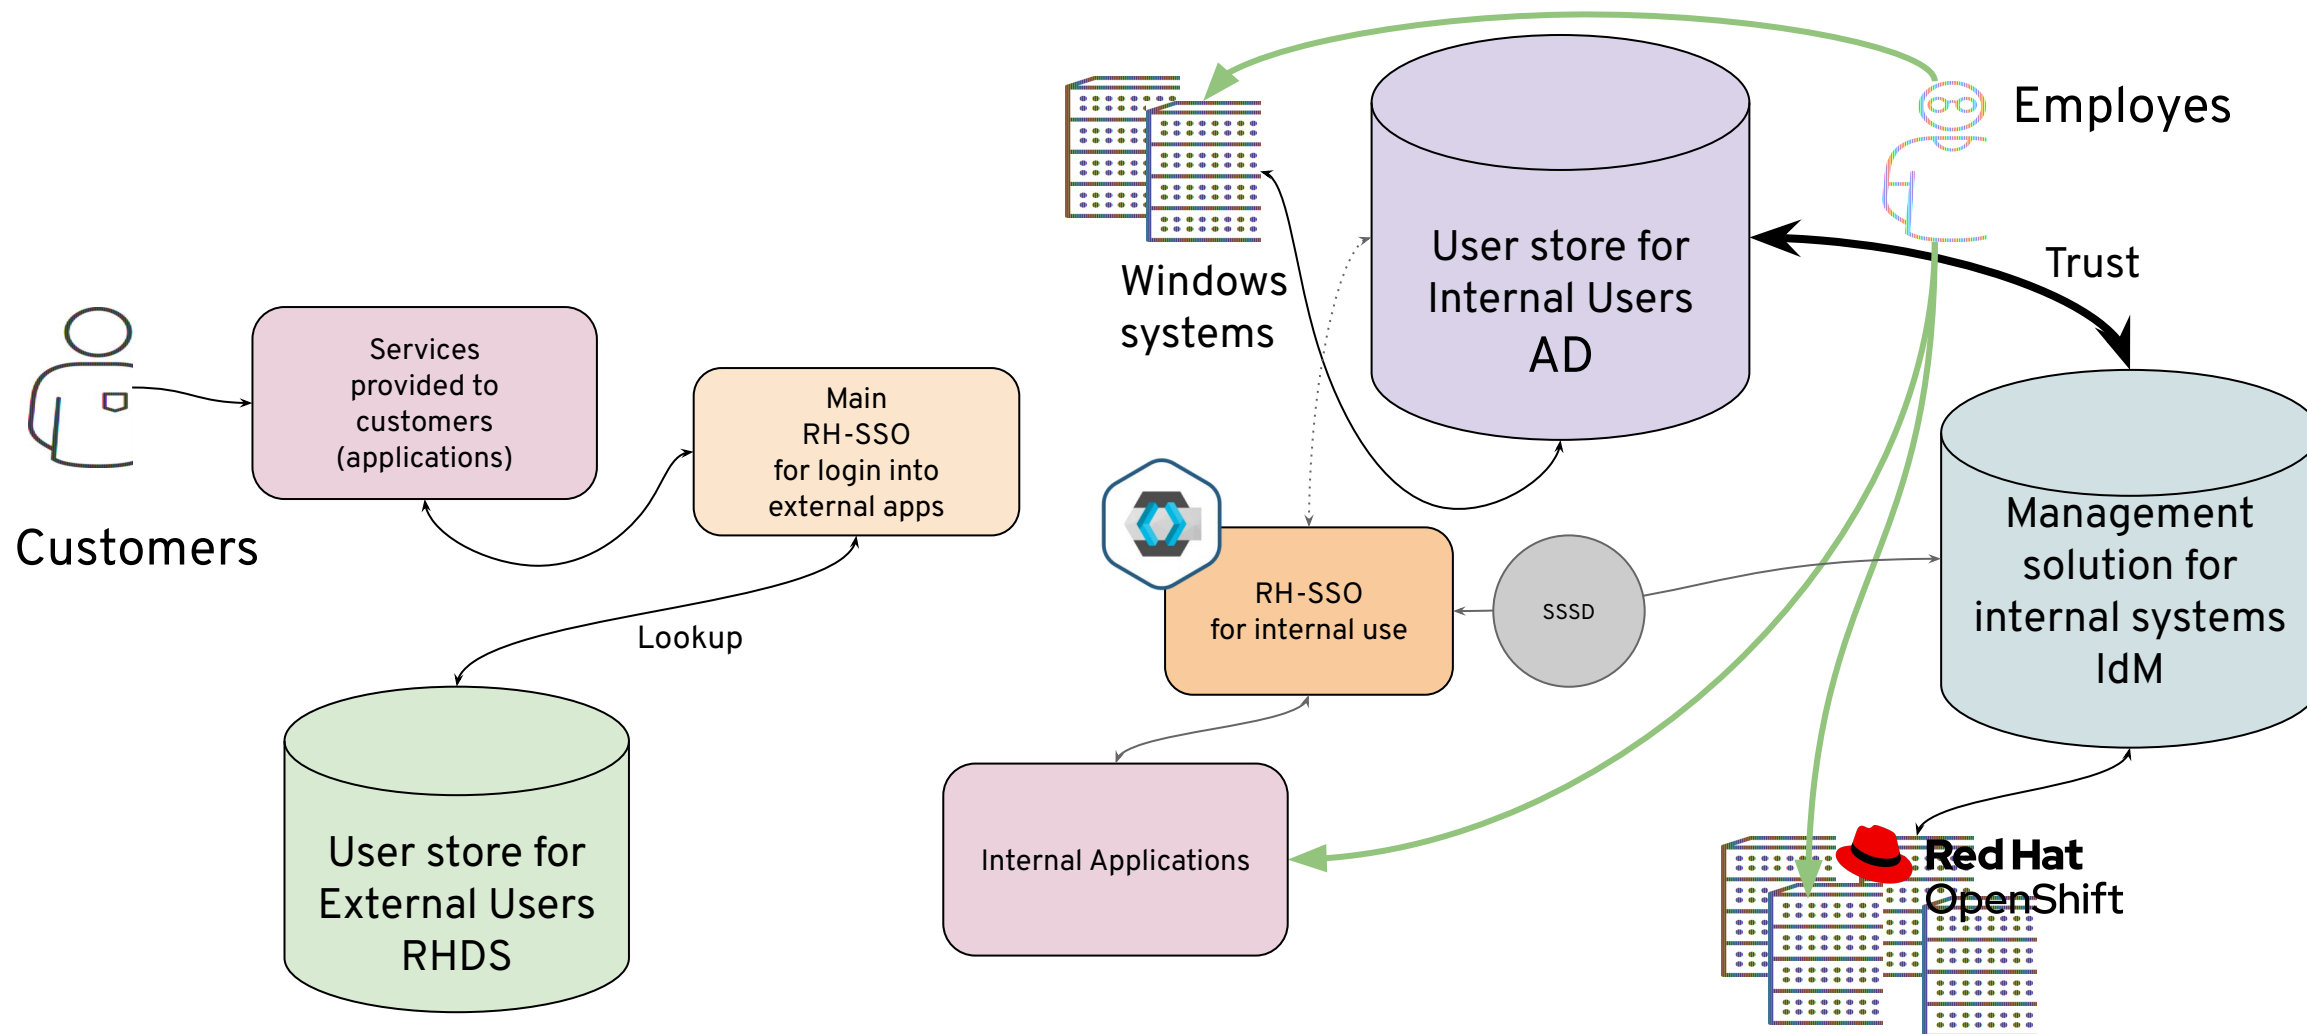 Customers
Services
provided to
customers
(applications)
Main
RH-SSO
for login into
external apps
Lookup
User store for
External Users
RHDS
Windows
systems
User store for
Internal Users
AD
Employes
Trust
RH-SSO
for internal use
SSSD
Management
solution for
internal systems
IdM
Internal Applications
Red Hat
OpenShift